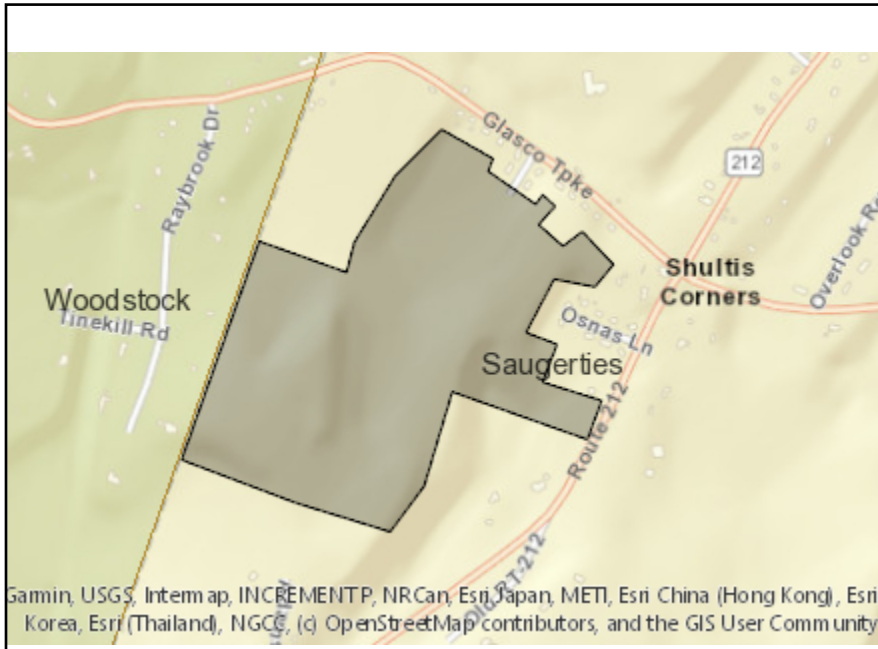 Glasco Tpke
212
Raybrook Dr
Overlook
Shultis
Corners
Woodstock
Tinekill Rd
Osnas Ln
Saugerties
Route 212
Old RT-212
Garmin, USGS, Intermap, INCREMENT P, NRCan, Esri Japan, METI, Esri China (Hong Kong), Esri
Korea, Esri (Thailand), NGCC, (c) OpenStreetMap contributors, and the GIS User Community